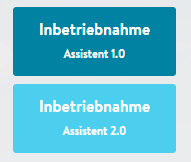 Inbetriebnahme
Assistent 1.0
Inbetriebnahme
Assistent 2.0